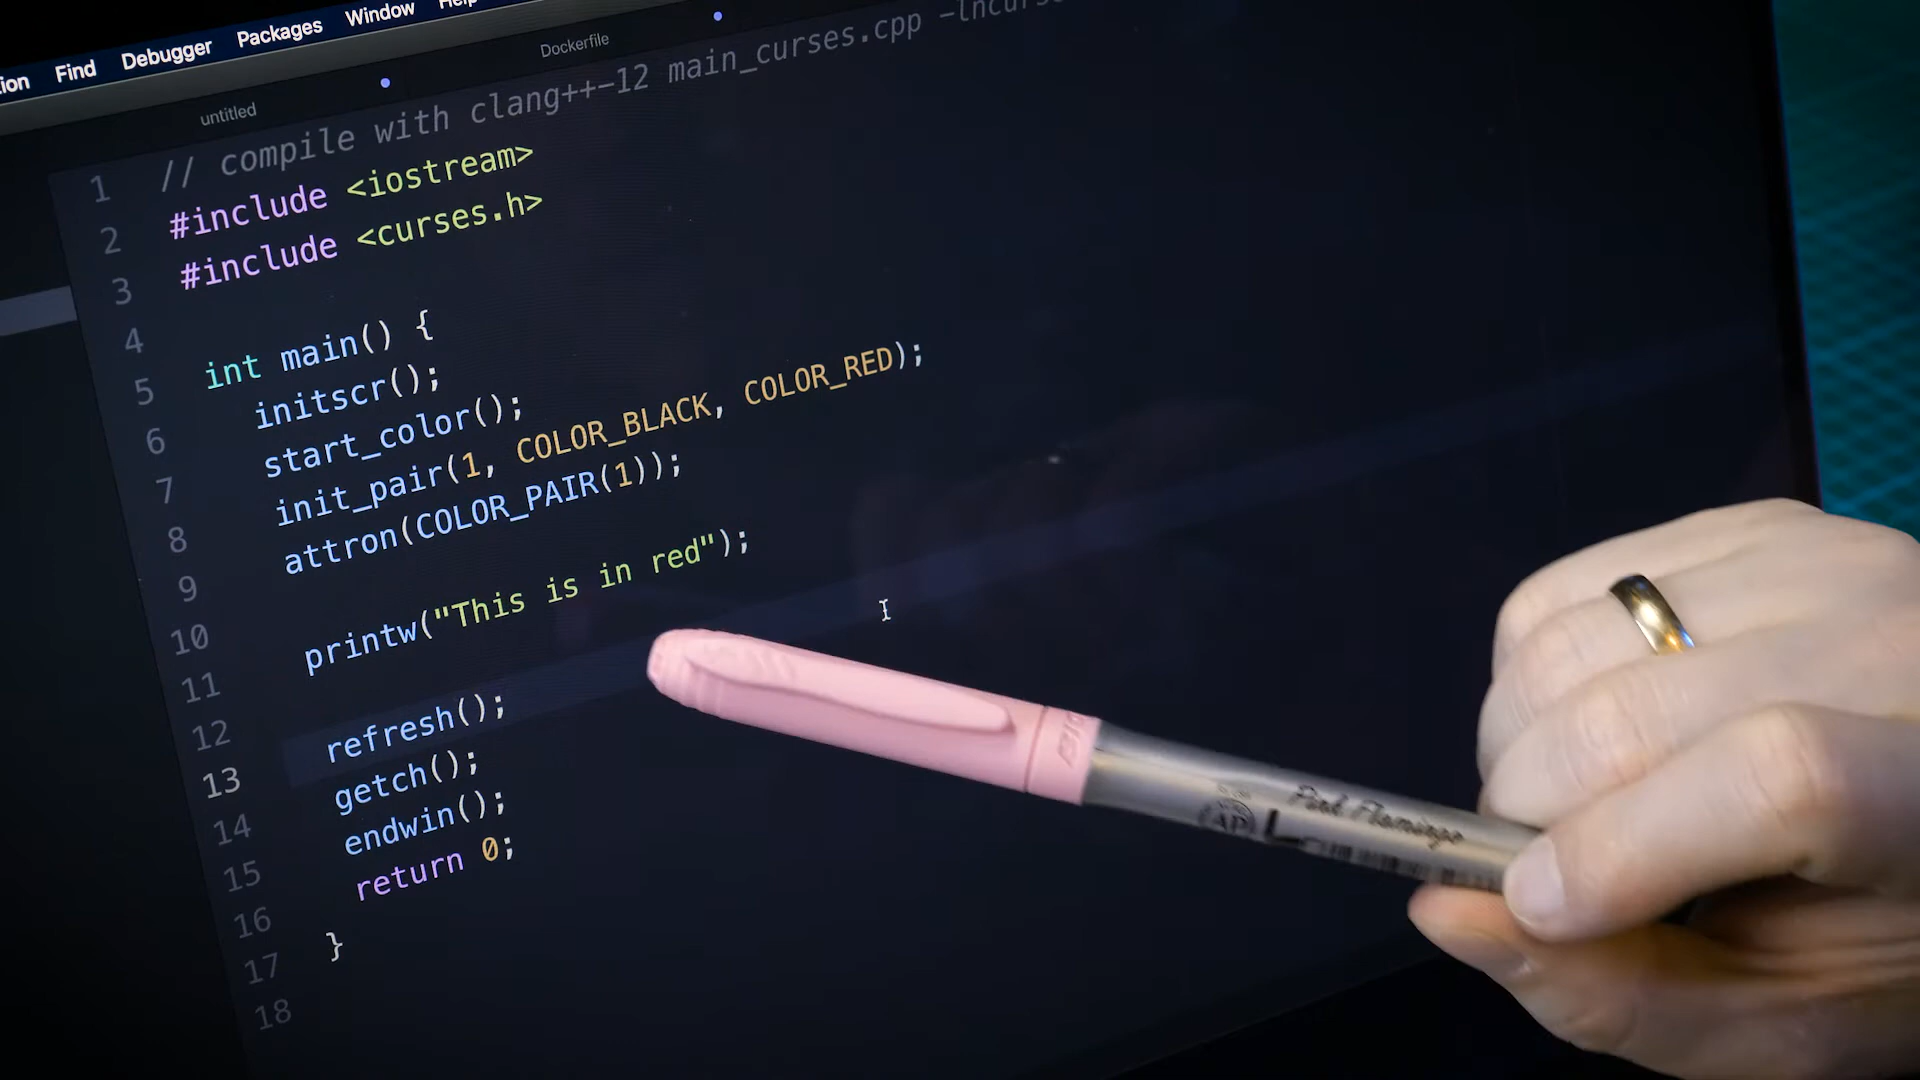 Find Debugger Packages Window
untitled Dockerfile
1 // compile with clang++-12 main_curses.cpp
2 #include <iostream>
3 #include <curses.h>
4
5 int main() {
6 initscr();
7 start_color();
8 init_pair(1, COLOR_BLACK, COLOR_RED);
9 attron(COLOR_PAIR(1));
10
11 printw("This is in red");
12
13 refresh();
14 getch();
15 endwin();
16 return 0;
17 }
18
BIC
AP
Pink Flamingo